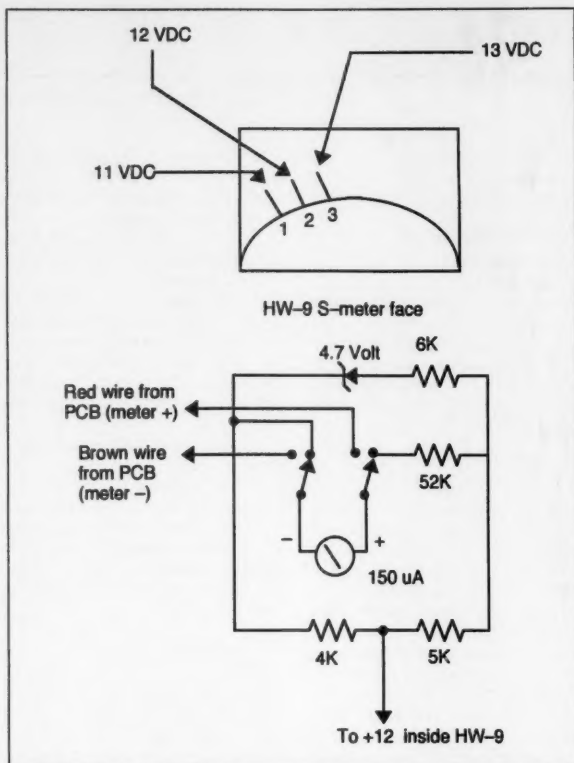 12 VDC
13 VDC
11 VDC
1
2
3
HW–9 S–meter face
4.7 Volt
6K
Red wire from
PCB (meter +)
Brown wire
from PCB
(meter –)
52K
–
+
150 uA
4K
5K
To +12 inside HW–9